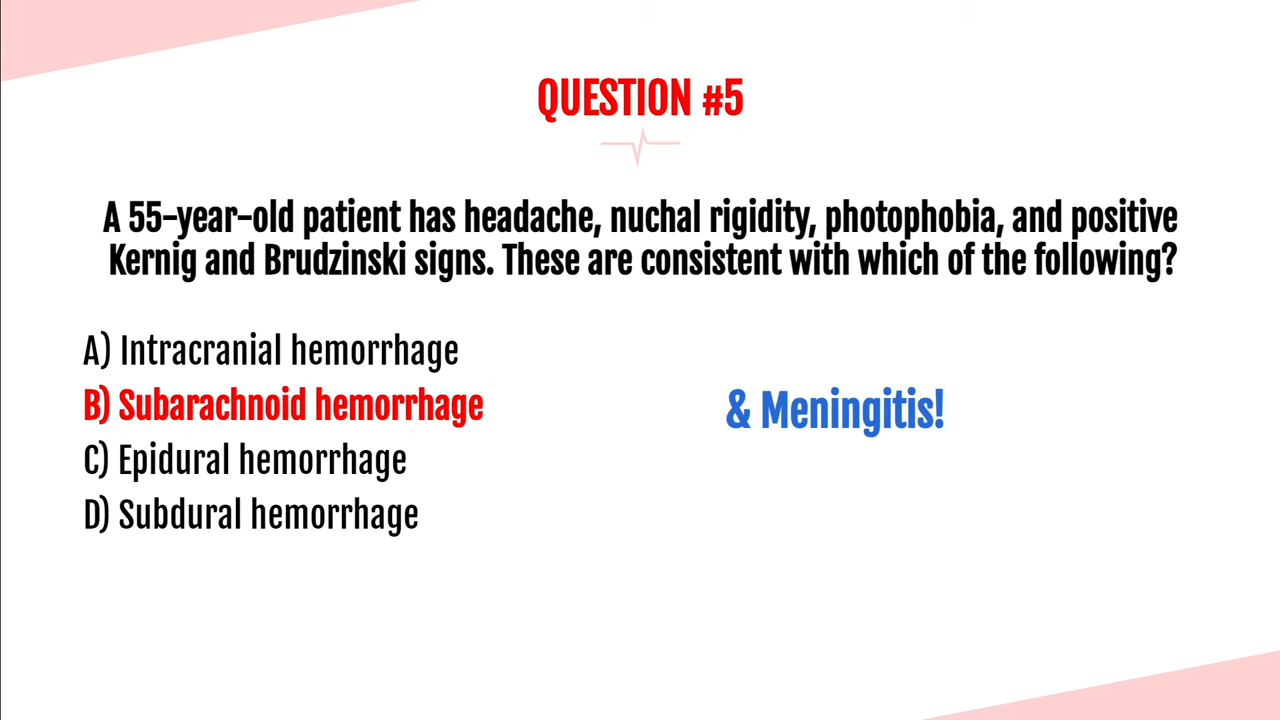 QUESTION #5
A 55-year-old patient has headache, nuchal rigidity, photophobia, and positive
Kernig and Brudzinski signs. These are consistent with which of the following?
A) Intracranial hemorrhage
B) Subarachnoid hemorrhage
& Meningitis!
C) Epidural hemorrhage
D) Subdural hemorrhage